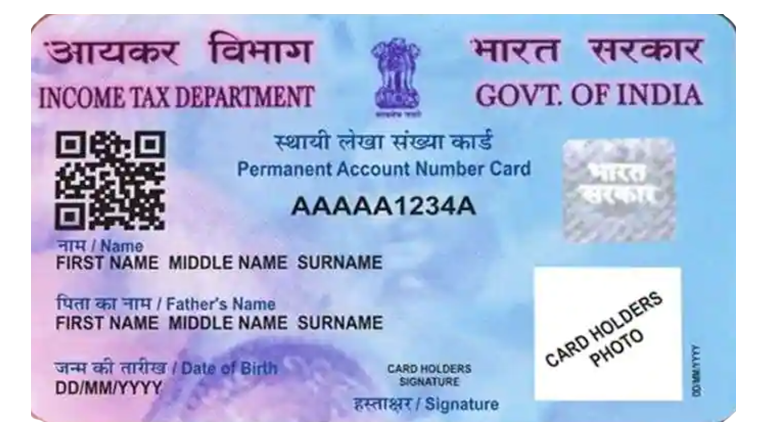 आयकर विभाग
INCOME TAX DEPARTMENT
भारत सरकार
GOVT. OF INDIA
स्थायी लेखा संख्या कार्ड
Permanent Account Number Card
AAAAA1234A
भारत
सरकार
नाम / Name
FIRST NAME MIDDLE NAME SURNAME
पिता का नाम / Father's Name
FIRST NAME MIDDLE NAME SURNAME
जन्म की तारीख / Date of Birth
DD/MM/YYYY
CARD HOLDERS
SIGNATURE
हस्ताक्षर / Signature
CARD HOLDERS
PHOTO
DD/MM/YYYY